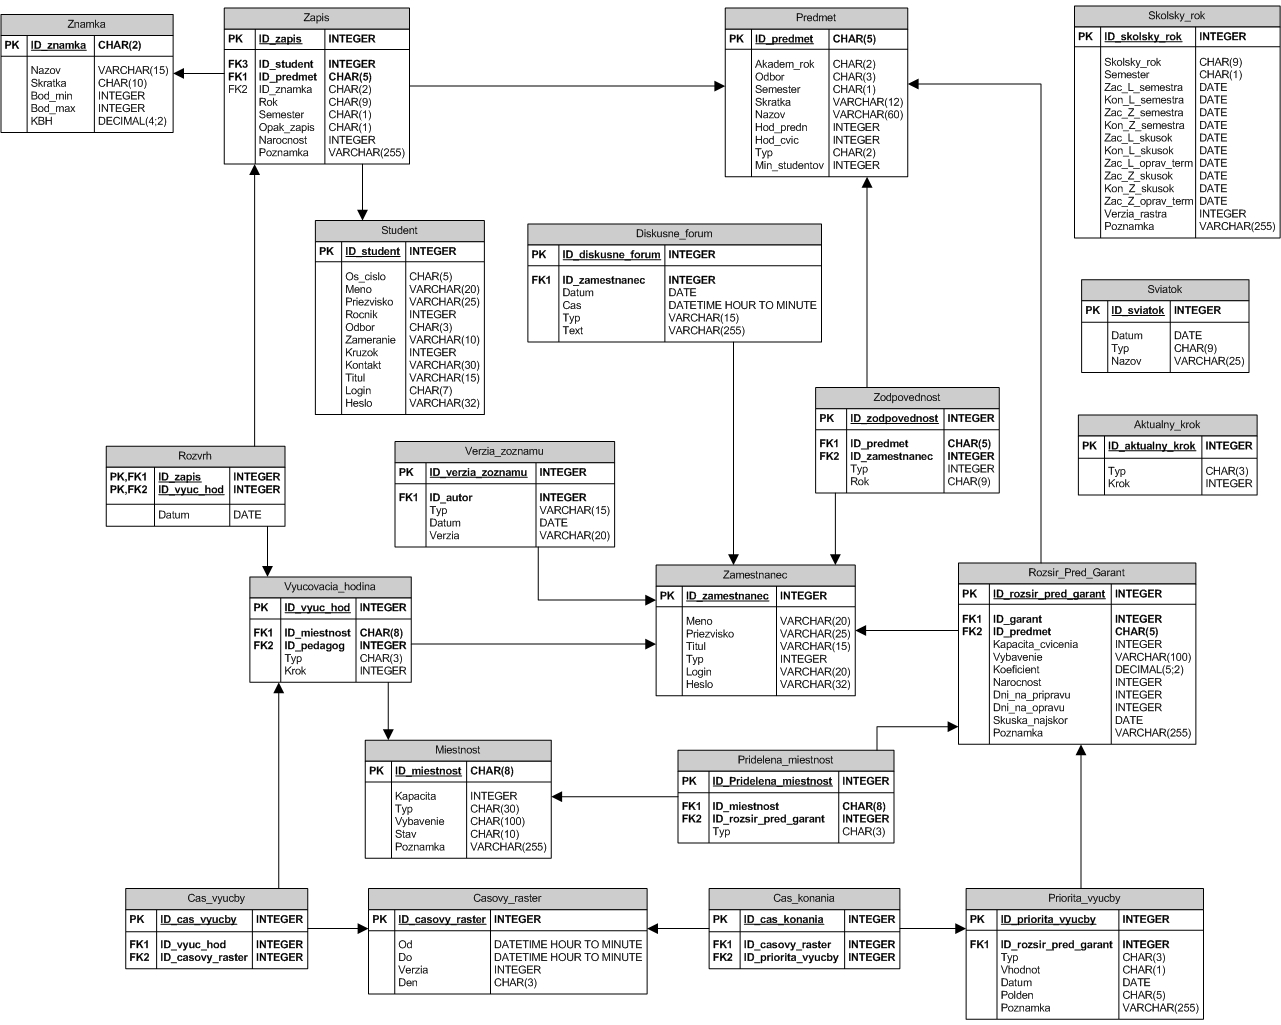 Znamka
PK ID_znamka CHAR(2)
Nazov VARCHAR(15)
Skratka CHAR(10)
Bod_min INTEGER
Bod_max INTEGER
KBH DECIMAL(4;2)
Zapis
PK ID_zapis INTEGER
FK3 ID_student INTEGER
FK1 ID_predmet CHAR(5)
FK2 ID_znamka CHAR(2)
Rok CHAR(9)
Semester CHAR(1)
Opak_zapis CHAR(1)
Narocnost INTEGER
Poznamka VARCHAR(255)
Predmet
PK ID_predmet CHAR(5)
Akadem_rok CHAR(2)
Odbor CHAR(3)
Semester CHAR(1)
Skratka VARCHAR(12)
Nazov VARCHAR(60)
Hod_predn INTEGER
Hod_cvic INTEGER
Typ CHAR(2)
Min_studentov INTEGER
Skolsky_rok
PK ID_skolsky_rok INTEGER
Skolsky_rok CHAR(9)
Semester CHAR(1)
Zac_L_semestra DATE
Kon_L_semestra DATE
Zac_Z_semestra DATE
Kon_Z_semestra DATE
Zac_L_skusok DATE
Kon_L_skusok DATE
Zac_L_oprav_term DATE
Zac_Z_skusok DATE
Kon_Z_skusok DATE
Zac_Z_oprav_term DATE
Verzia_rastra INTEGER
Poznamka VARCHAR(255)
Student
PK ID_student INTEGER
Os_cislo CHAR(5)
Meno VARCHAR(20)
Priezvisko VARCHAR(25)
Rocnik INTEGER
Odbor CHAR(3)
Zameranie VARCHAR(10)
Kruzok INTEGER
Kontakt VARCHAR(30)
Titul VARCHAR(15)
Login CHAR(7)
Heslo VARCHAR(32)
Diskusne_forum
PK ID_diskusne_forum INTEGER
FK1 ID_zamestnanec INTEGER
Datum DATE
Cas DATETIME HOUR TO MINUTE
Typ VARCHAR(15)
Text VARCHAR(255)
Sviatok
PK ID_sviatok INTEGER
Datum DATE
Typ CHAR(9)
Nazov VARCHAR(25)
Zodpovednost
PK ID_zodpovednost INTEGER
FK1 ID_predmet CHAR(5)
FK2 ID_zamestnanec INTEGER
Typ INTEGER
Rok CHAR(9)
Aktualny_krok
PK ID_aktualny_krok INTEGER
Typ CHAR(3)
Krok INTEGER
Rozvrh
PK,FK1 ID_zapis INTEGER
PK,FK2 ID_vyuc_hod INTEGER
Datum DATE
Verzia_zoznamu
PK ID_verzia_zoznamu INTEGER
FK1 ID_autor INTEGER
Typ VARCHAR(15)
Datum DATE
Verzia VARCHAR(20)
Vyucovacia_hodina
PK ID_vyuc_hod INTEGER
FK1 ID_miestnost CHAR(8)
FK2 ID_pedagog INTEGER
Typ CHAR(3)
Krok INTEGER
Zamestnanec
PK ID_zamestnanec INTEGER
Meno VARCHAR(20)
Priezvisko VARCHAR(25)
Titul VARCHAR(15)
Typ INTEGER
Login VARCHAR(20)
Heslo VARCHAR(32)
Rozsir_Pred_Garant
PK ID_rozsir_pred_garant INTEGER
FK1 ID_garant INTEGER
FK2 ID_predmet CHAR(5)
Kapacita_cvicenia INTEGER
Vybavenie VARCHAR(100)
Koeficient DECIMAL(5;2)
Narocnost INTEGER
Dni_na_pripravu INTEGER
Dni_na_opravu INTEGER
Skuska_najskor DATE
Poznamka VARCHAR(255)
Miestnost
PK ID_miestnost CHAR(8)
Kapacita INTEGER
Typ CHAR(30)
Vybavenie CHAR(100)
Stav CHAR(10)
Poznamka VARCHAR(255)
Pridelena_miestnost
PK ID_Pridelena_miestnost INTEGER
FK1 ID_miestnost CHAR(8)
FK2 ID_rozsir_pred_garant INTEGER
Typ CHAR(3)
Cas_vyucby
PK ID_cas_vyucby INTEGER
FK1 ID_vyuc_hod INTEGER
FK2 ID_casovy_raster INTEGER
Casovy_raster
PK ID_casovy_raster INTEGER
Od DATETIME HOUR TO MINUTE
Do DATETIME HOUR TO MINUTE
Verzia INTEGER
Den CHAR(3)
Cas_konania
PK ID_cas_konania INTEGER
FK1 ID_casovy_raster INTEGER
FK2 ID_priorita_vyucby INTEGER
Priorita_vyucby
PK ID_priorita_vyucby INTEGER
FK1 ID_rozsir_pred_garant INTEGER
Typ CHAR(3)
Vhodnot CHAR(1)
Datum DATE
Polden CHAR(5)
Poznamka VARCHAR(255)